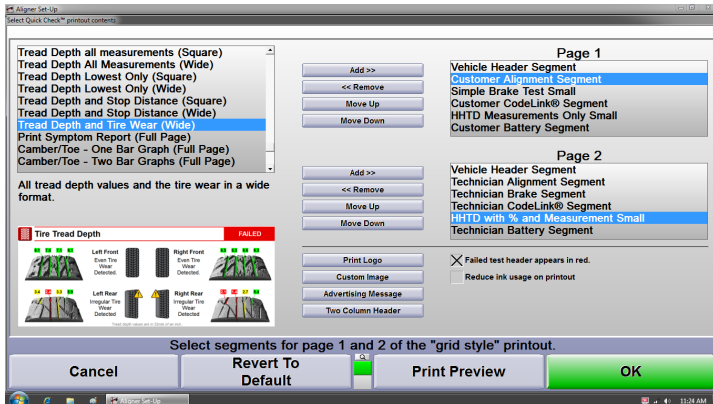 Aligner Set-Up
Select Quick Check™ printout contents
Tread Depth all measurements (Square)
Tread Depth All Measurements (Wide)
Tread Depth Lowest Only (Square)
Tread Depth Lowest Only (Wide)
Tread Depth and Stop Distance (Square)
Tread Depth and Stop Distance (Wide)
Tread Depth and Tire Wear (Wide)
Print Symptom Report (Full Page)
Camber/Toe - One Bar Graph (Full Page)
Camber/Toe - Two Bar Graphs (Full Page)
All tread depth values and the tire wear in a wide
format.
Tire Tread Depth
FAILED
Left Front
Even Tire
Wear
Detected.
Right Front
Even Tire
Wear
Detected.
Left Rear
Irregular Tire
Wear
Detected
Right Rear
Irregular Tire
Wear
Detected
Add >>
<< Remove
Move Up
Move Down
Add >>
<< Remove
Move Up
Move Down
Print Logo
Custom Image
Advertising Message
Two Column Header
Page 1
Vehicle Header Segment
Customer Alignment Segment
Simple Brake Test Small
Customer CodeLink® Segment
HHTD Measurements Only Small
Customer Battery Segment
Page 2
Vehicle Header Segment
Technician Alignment Segment
Technician Brake Segment
Technician CodeLink® Segment
HHTD with % and Measurement Small
Technician Battery Segment
Failed test header appears in red.
Reduce ink usage on printout
Select segments for page 1 and 2 of the "grid style" printout.
Cancel
Revert To
Default
Print Preview
OK
Aligner Set-Up
11:24 AM